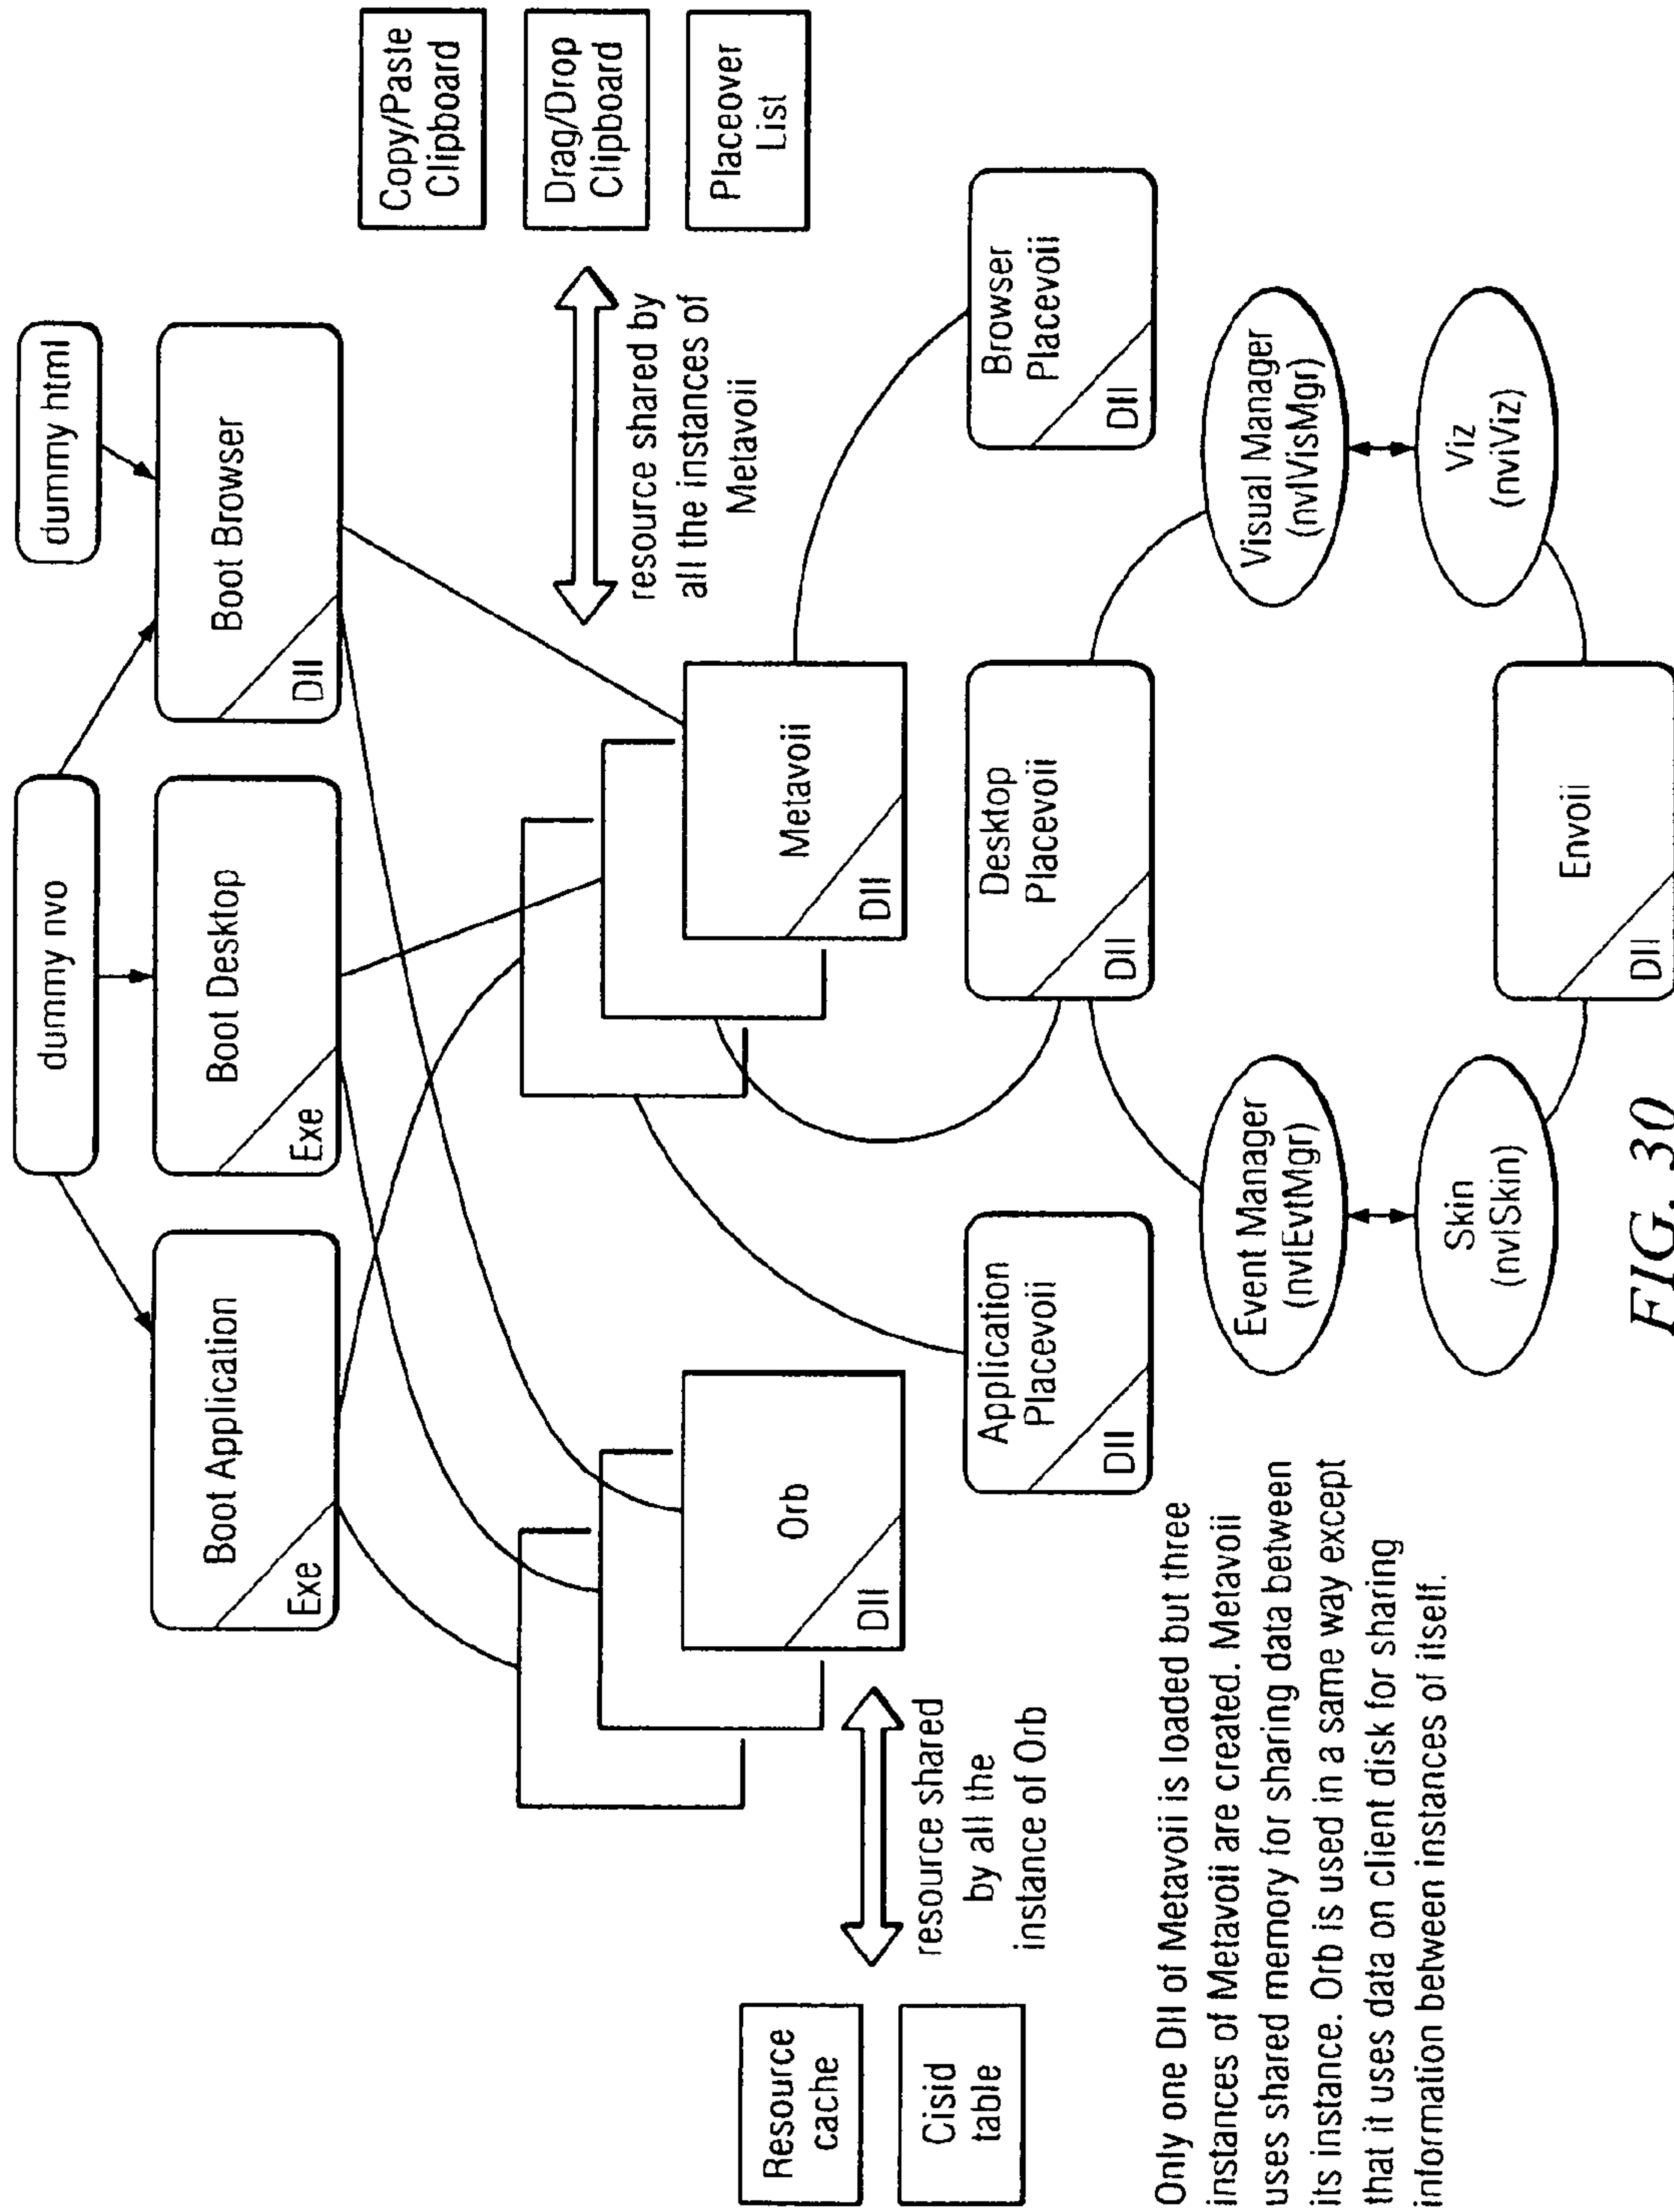 dummy nvo
dummy html
Boot Application
Exe
Boot Desktop
Exe
Boot Browser
Dll
Copy/Paste
Clipboard
Drag/Drop
Clipboard
Placeover
List
resource shared by
all the instances of
Metavoii
Orb
Dll
Metavoii
Dll
Resource
cache
Cisid
table
resource shared
by all the
instance of Orb
Application
Placevoii
Dll
Desktop
Placevoii
Dll
Browser
Placevoii
Dll
Event Manager
(nvIEvtMgr)
Visual Manager
(nvIVisMgr)
Skin
(nvISkin)
Viz
(nviViz)
Envoii
Dll
Only one Dll of Metavoii is loaded but three
instances of Metavoii are created. Metavoii
uses shared memory for sharing data between
its instance. Orb is used in a same way except
that it uses data on client disk for sharing
information between instances of itself.
FIG. 30